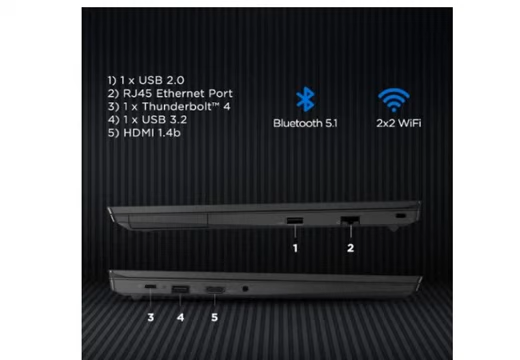 1) 1 x USB 2.0
2) RJ45 Ethernet Port
3) 1 x Thunderbolt™ 4
4) 1 x USB 3.2
5) HDMI 1.4b
Bluetooth 5.1
2x2 WiFi
1
2
3
4
5